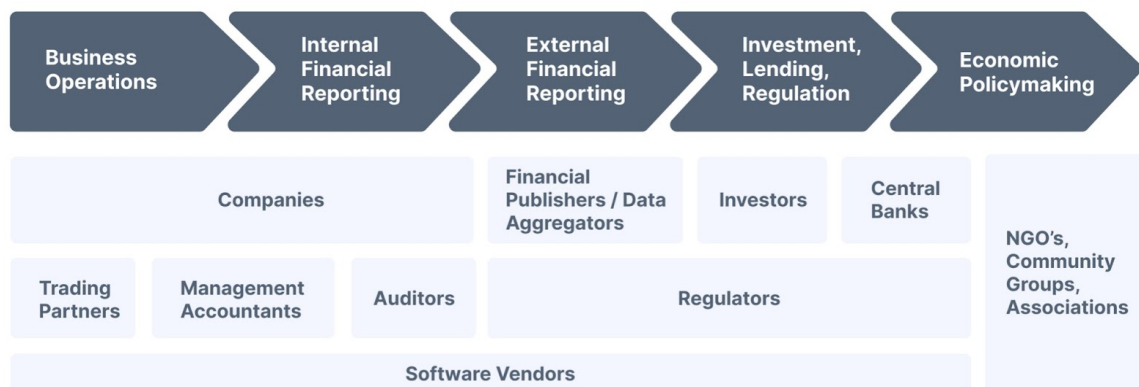 Business
Operations
Internal
Financial
Reporting
External
Financial
Reporting
Investment,
Lending,
Regulation
Economic
Policymaking
Companies
Financial
Publishers / Data
Aggregators
Investors
Central
Banks
NGO’s,
Community
Groups,
Associations
Trading
Partners
Management
Accountants
Auditors
Regulators
Software Vendors